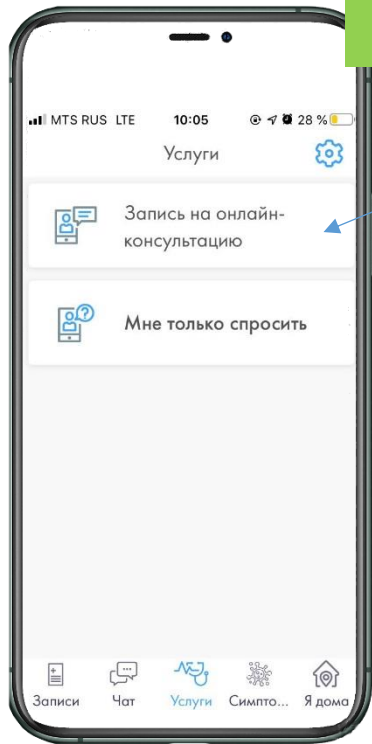 MTS RUS LTE 10:05 28 %
Услуги
Запись на онлайн-
консультацию
Мне только спросить
Записи Чат Услуги Симпто... Я дома